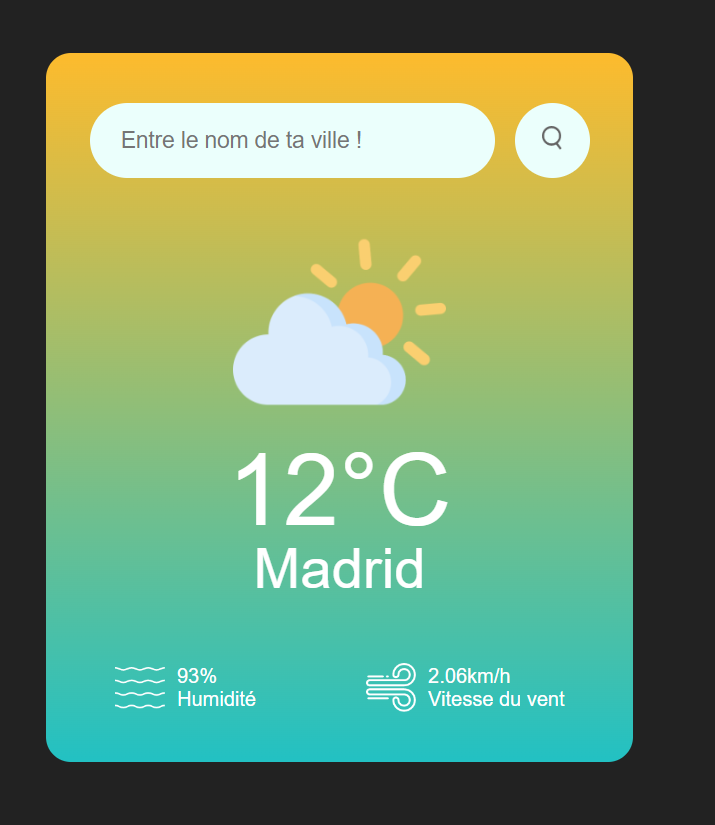 Entre le nom de ta ville !
12°C
Madrid
93%
Humidité
2.06km/h
Vitesse du vent